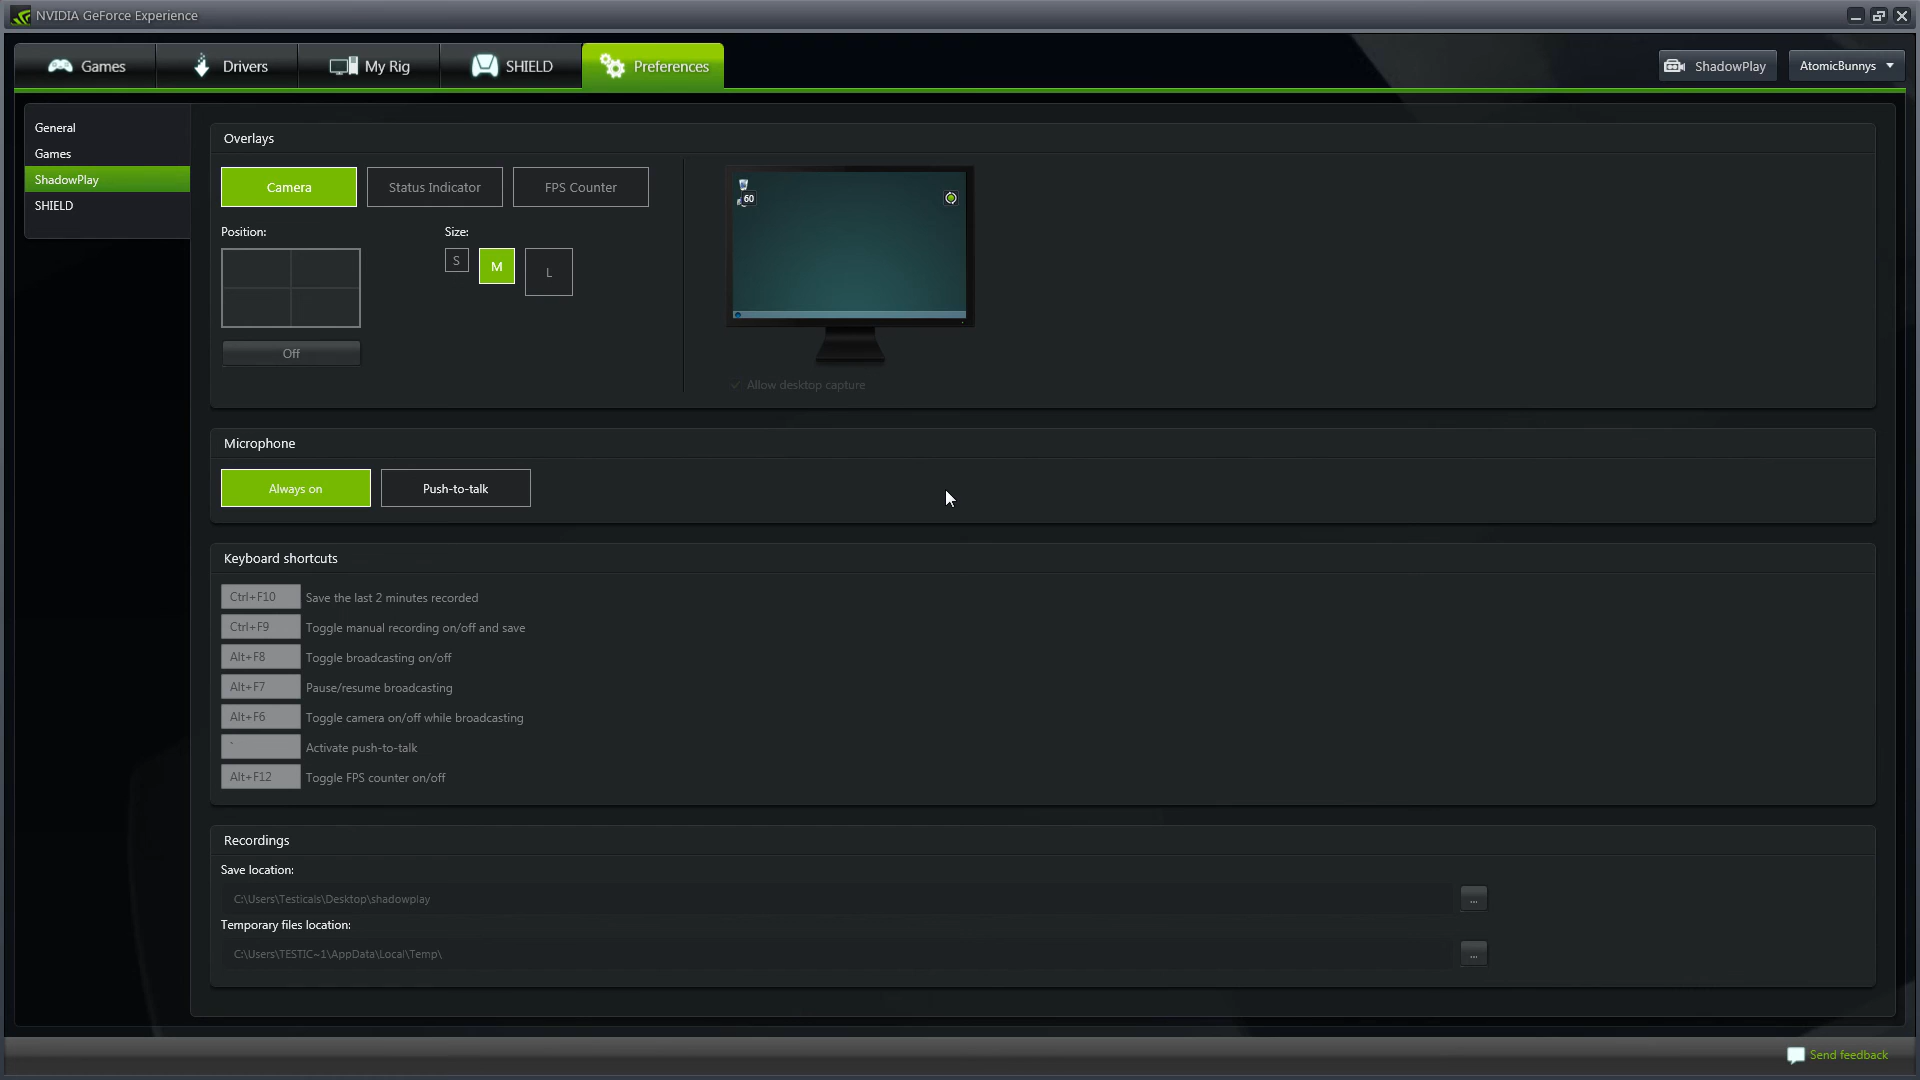 NVIDIA GeForce Experience
Games
Drivers
My Rig
SHIELD
Preferences
ShadowPlay
AtomicBunnys
General
Games
ShadowPlay
SHIELD
Overlays
Camera
Status Indicator
FPS Counter
Position:
Size:
S
M
L
Off
60
Allow desktop capture
Microphone
Always on
Push-to-talk
Keyboard shortcuts
Ctrl+F10 Save the last 2 minutes recorded
Ctrl+F9 Toggle manual recording on/off and save
Alt+F8 Toggle broadcasting on/off
Alt+F7 Pause/resume broadcasting
Alt+F6 Toggle camera on/off while broadcasting
` Activate push-to-talk
Alt+F12 Toggle FPS counter on/off
Recordings
Save location:
C:\Users\Testicals\Desktop\shadowplay
...
Temporary files location:
C:\Users\TESTIC~1\AppData\Local\Temp\
...
Send feedback